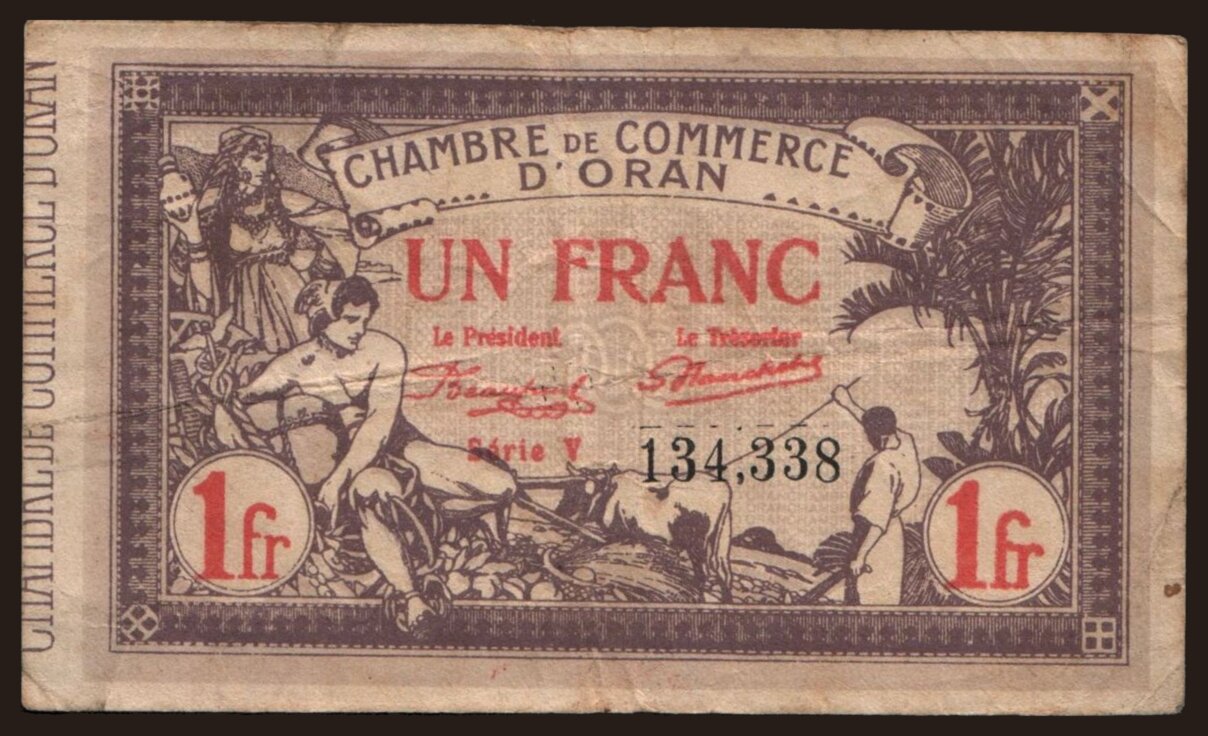 CHAMBRE DE COMMERCE D'ORAN
CHAMBRE DE COMMERCE
D'ORAN
UN FRANC
Le Président
Le Trésorier
Série V
134,338
1fr
1fr